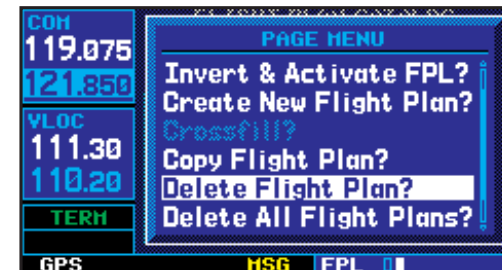 COM
119.075
121.850
VLOC
111.30
110.20
TERM
GPS
PAGE MENU
Invert & Activate FPL?
Create New Flight Plan?
Crossfill?
Copy Flight Plan?
Delete Flight Plan?
Delete All Flight Plans?
MSG
FPL